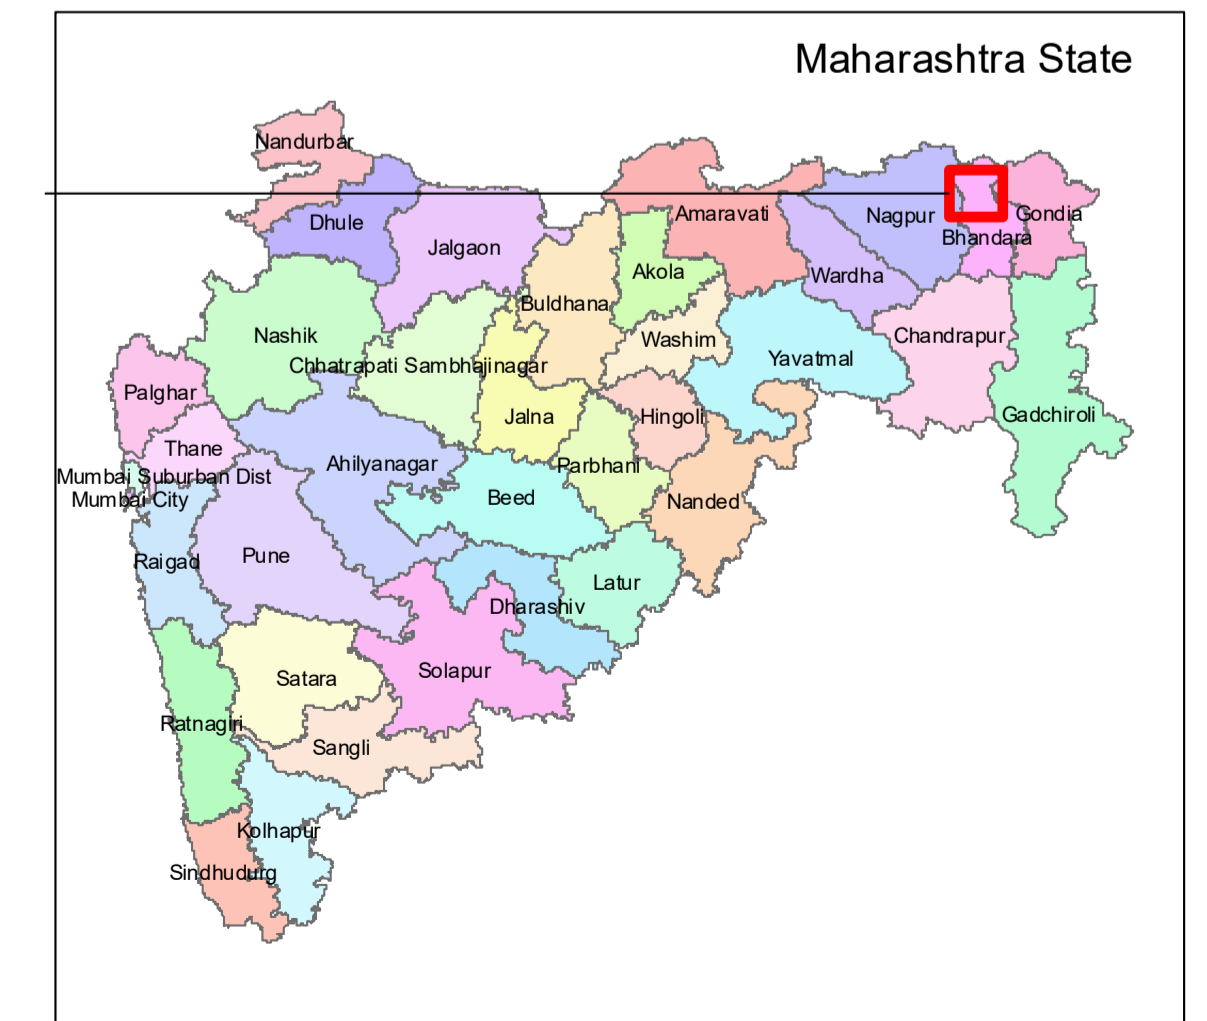 Maharashtra State
Nandurbar
Dhule
Jalgaon
Amaravati
Nagpur
Gondia
Bhandara
Akola
Wardha
Buldhana
Nashik
Washim
Chandrapur
Yavatmal
Chhatrapati Sambhajinagar
Palghar
Jalna
Hingoli
Gadchiroli
Thane
Ahilyanagar
Parbhani
Mumbai Suburban Dist
Mumbai City
Beed
Nanded
Raigad
Pune
Latur
Dharashiv
Satara
Solapur
Ratnagiri
Sangli
Kolhapur
Sindhudurg